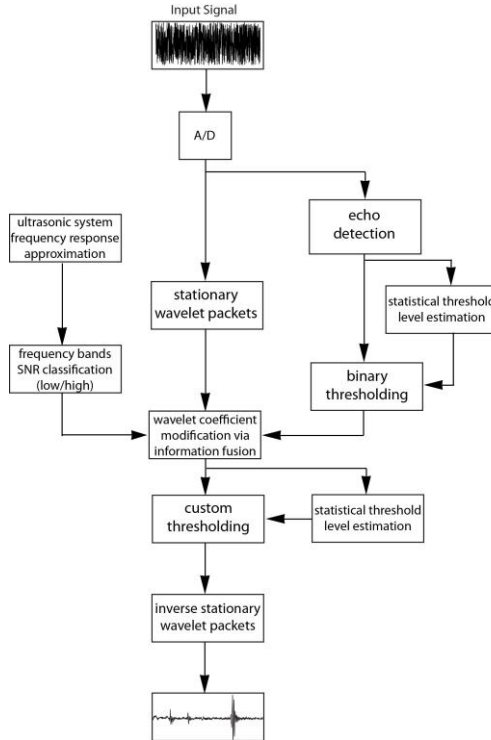 Input Signal
A/D
echo
detection
ultrasonic system
frequency response
approximation
stationary
wavelet packets
statistical threshold
level estimation
frequency bands
SNR classification
(low/high)
binary
thresholding
wavelet coefficient
modification via
information fusion
custom
thresholding
statistical threshold
level estimation
inverse stationary
wavelet packets